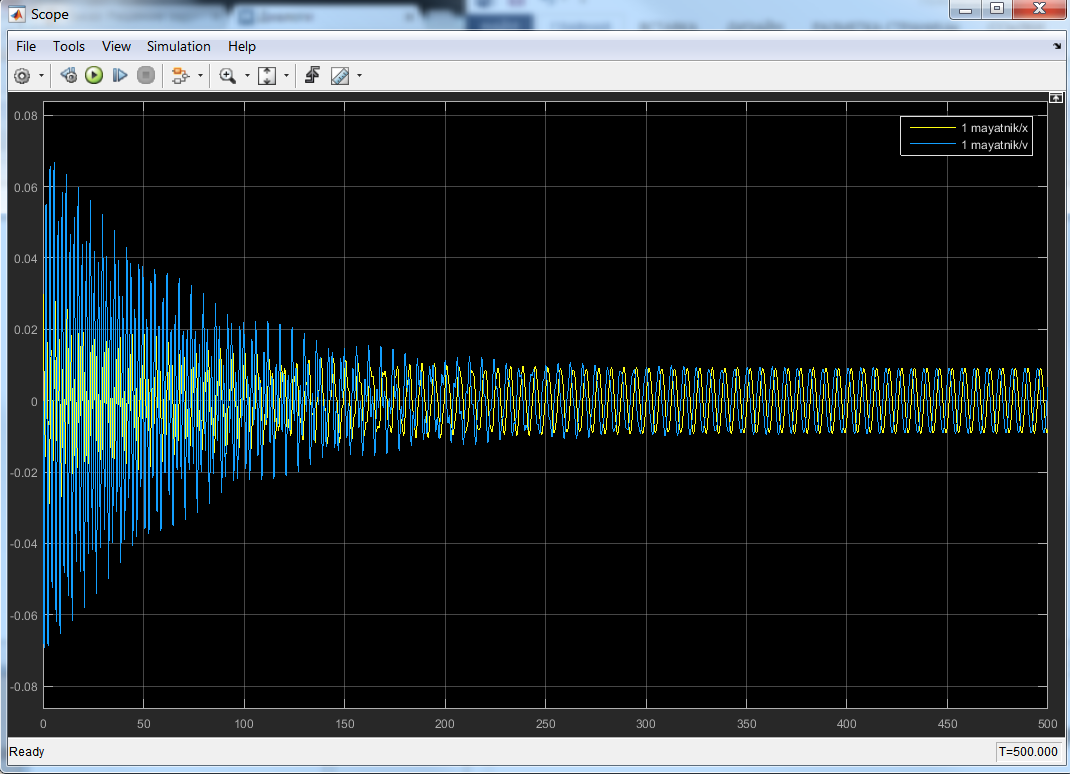 Scope
File Tools View Simulation Help
1 mayatnik/x
1 mayatnik/v
0.08
0.06
0.04
0.02
0
-0.02
-0.04
-0.06
-0.08
0 50 100 150 200 250 300 350 400 450 500
Ready
T=500.000